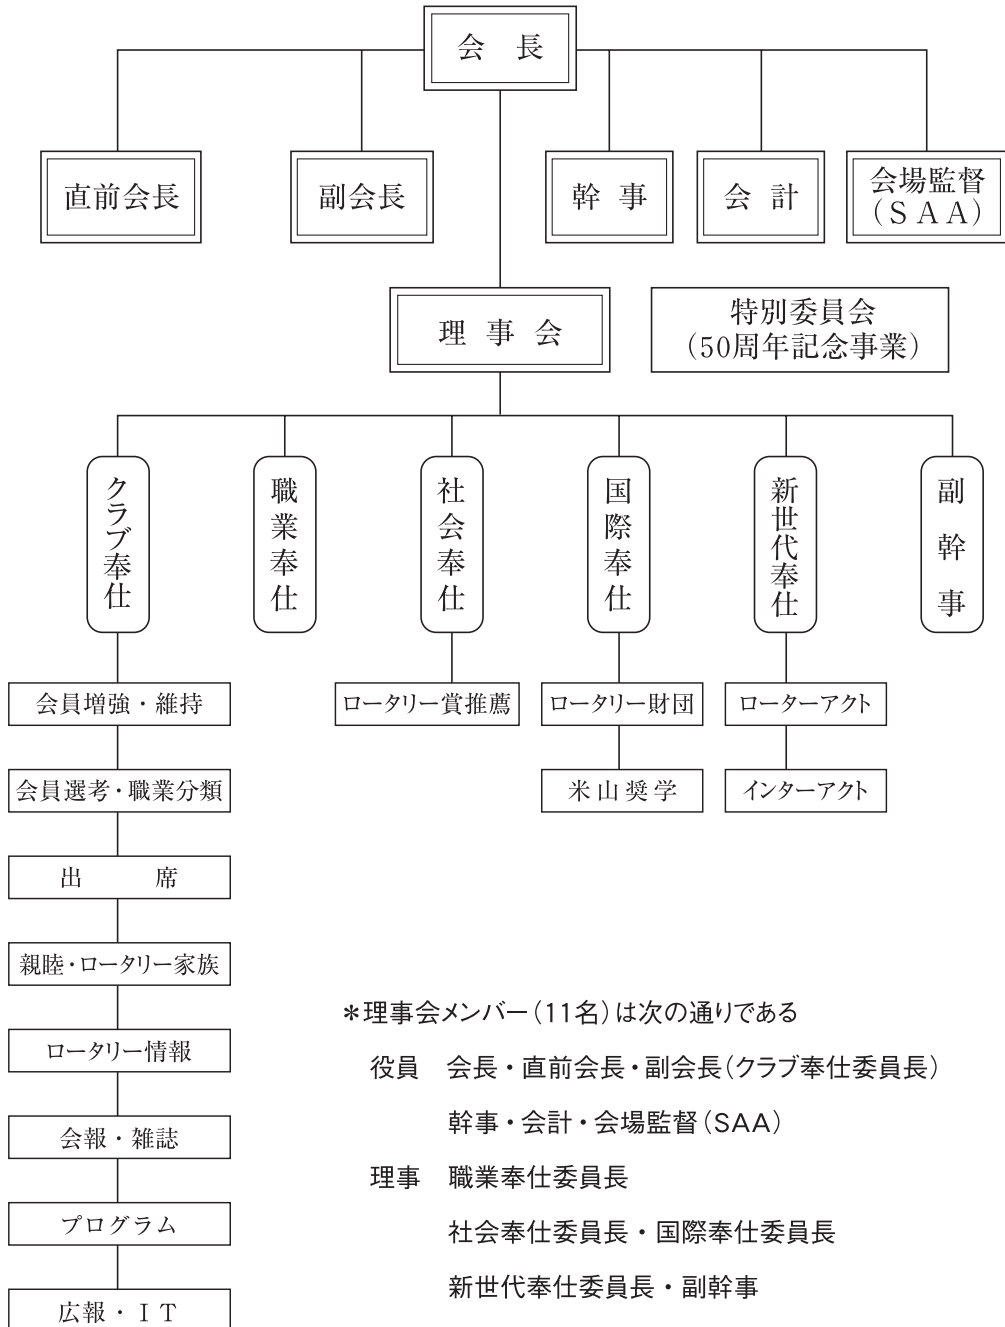 会長
直前会長
副会長
幹事
会計
会場監督
(SAA)
理事会
特別委員会
(50周年記念事業)
クラブ奉仕
職業奉仕
社会奉仕
国際奉仕
新世代奉仕
副幹事
会員増強・維持
ロータリー賞推薦
ロータリー財団
ローターアクト
会員選考・職業分類
米山奨学
インターアクト
出席
親睦・ロータリー家族
ロータリー情報
会報・雑誌
プログラム
広報・IT
*理事会メンバー(11名)は次の通りである
役員 会長・直前会長・副会長(クラブ奉仕委員長)
幹事・会計・会場監督(SAA)
理事 職業奉仕委員長
社会奉仕委員長・国際奉仕委員長
新世代奉仕委員長・副幹事